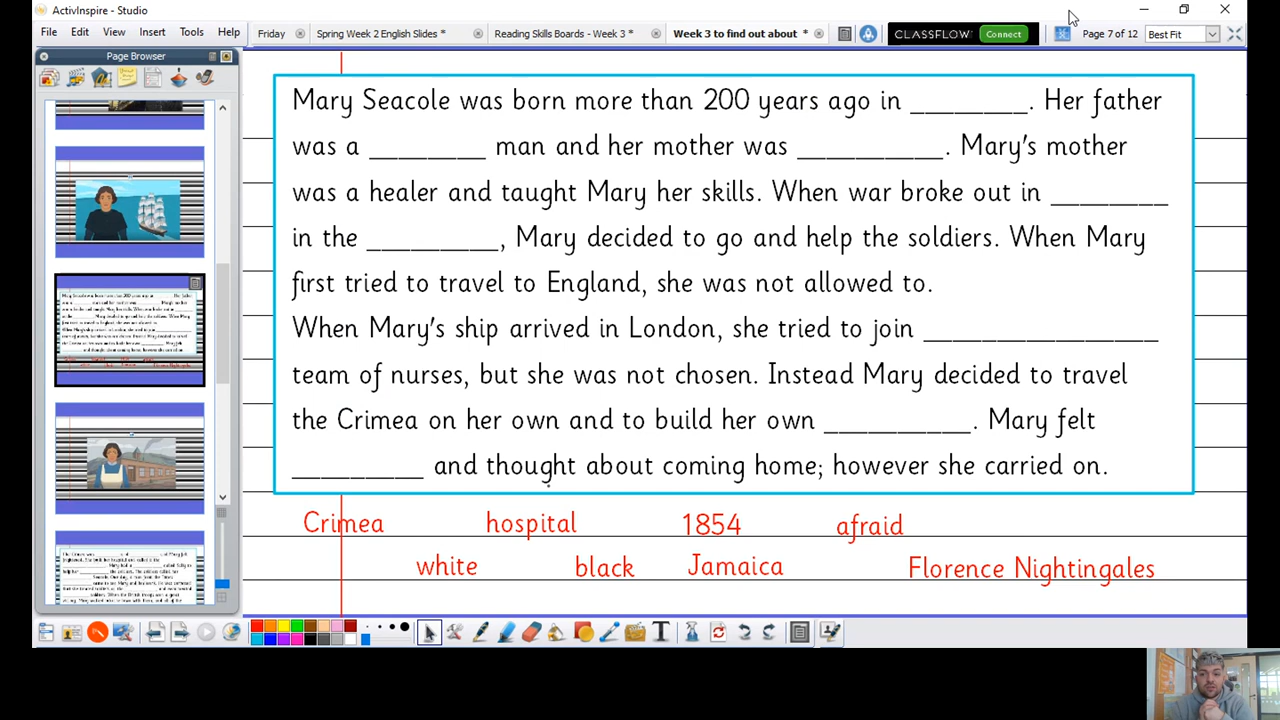 ActivInspire - Studio
File Edit View Insert Tools Help
Friday Spring Week 2 English Slides * Reading Skills Boards - Week 3 * Week 3 to find out about * CLASSFLOW Connect Page 7 of 12 Best Fit
Page Browser
Mary Seacole was born more than 200 years ago in ________. Her father
was a ________ man and her mother was __________. Mary's mother
was a healer and taught Mary her skills. When war broke out in ________
in the _________, Mary decided to go and help the soldiers. When Mary
first tried to travel to England, she was not allowed to.
When Mary's ship arrived in London, she tried to join ________________
team of nurses, but she was not chosen. Instead Mary decided to travel
the Crimea on her own and to build her own __________. Mary felt
_________ and thought about coming home; however she carried on.
Crimea hospital 1854 afraid
white black Jamaica Florence Nightingales